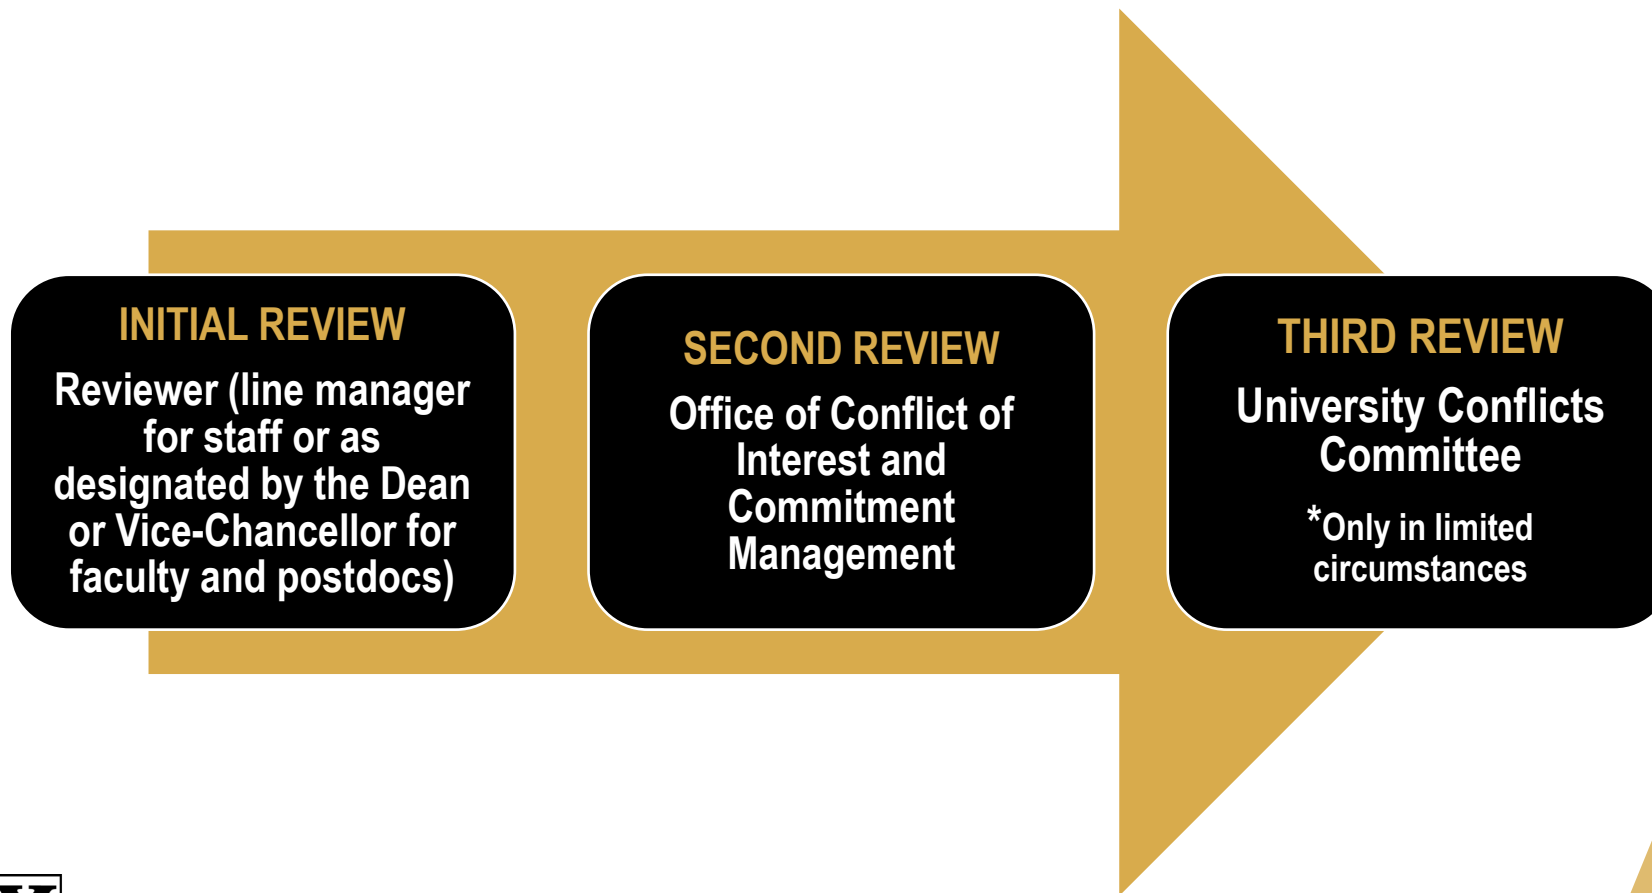 INITIAL REVIEW
Reviewer (line manager
for staff or as
designated by the Dean
or Vice-Chancellor for
faculty and postdocs)
SECOND REVIEW
Office of Conflict of
Interest and
Commitment
Management
THIRD REVIEW
University Conflicts
Committee
*Only in limited
circumstances